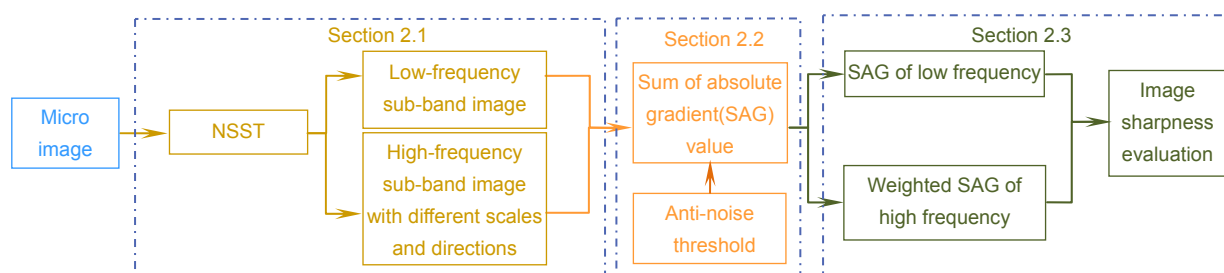 Section 2.1
Section 2.2
Section 2.3
Micro
image
NSST
Low-frequency
sub-band image
High-frequency
sub-band image
with different scales
and directions
Sum of absolute
gradient(SAG)
value
Anti-noise
threshold
SAG of low frequency
Weighted SAG of
high frequency
Image
sharpness
evaluation